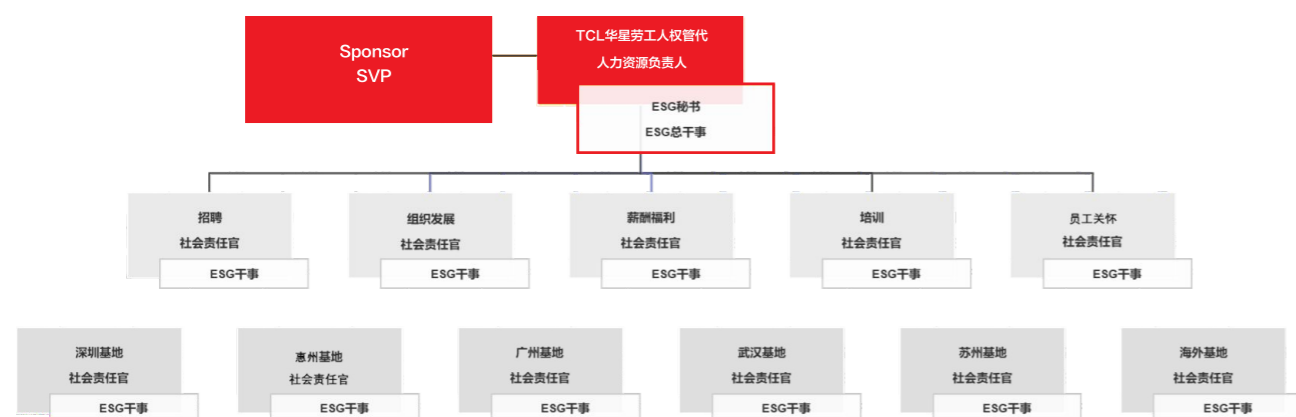 Sponsor
SVP
TCL华星劳工人权管代
人力资源负责人
ESG秘书
ESG总干事
招聘
社会责任官
ESG干事
组织发展
社会责任官
ESG干事
薪酬福利
社会责任官
ESG干事
培训
社会责任官
ESG干事
员工关怀
社会责任官
ESG干事
深圳基地
社会责任官
ESG干事
惠州基地
社会责任官
ESG干事
广州基地
社会责任官
ESG干事
武汉基地
社会责任官
ESG干事
苏州基地
社会责任官
ESG干事
海外基地
社会责任官
ESG干事